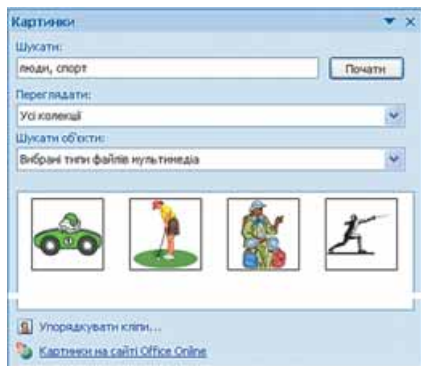 Картинки
Шукати:
люди, спорт
Почати
Переглядати:
Усі колекції
Шукати об'єкти:
Вибрані типи файлів мультимедіа
Упорядкувати кліпи...
Картинки на сайті Office Online